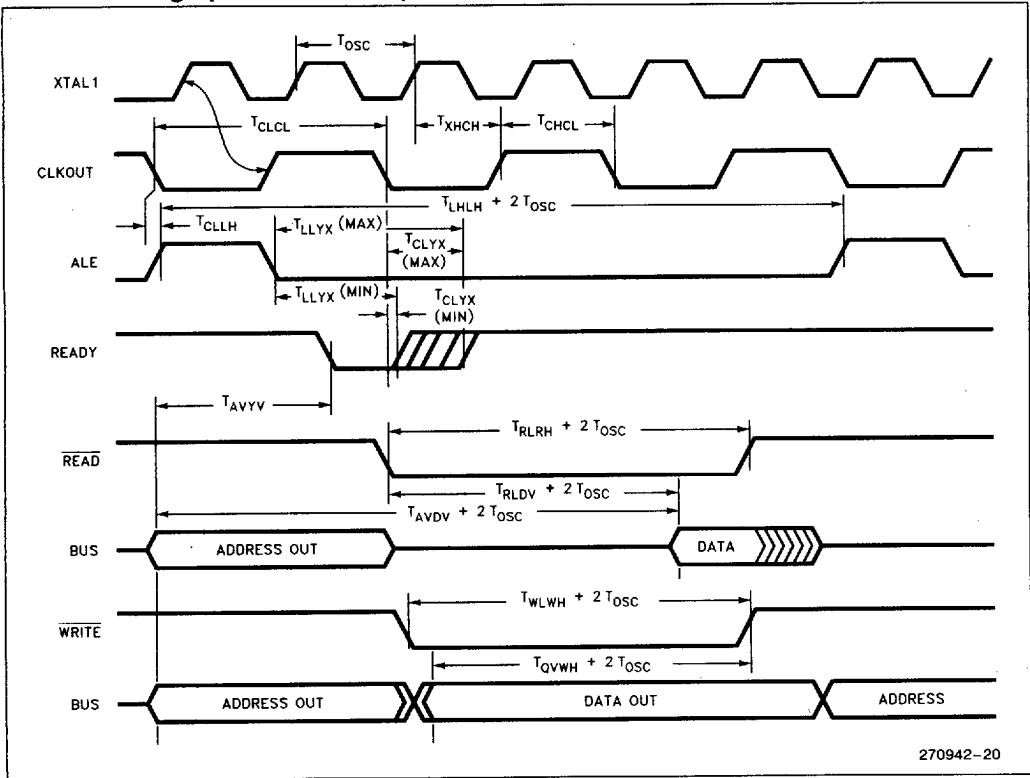 TOSC
XTAL1
TCLCL
TXHCH
TCHCL
CLKOUT
TLHLH + 2 TOSC
TCLLH
TLLYX (MAX)
TCLYX
(MAX)
ALE
TLLYX (MIN)
TCLYX
(MIN)
READY
TAVYV
TRLRH + 2 TOSC
READ
TRLDV + 2 TOSC
TAVDV + 2 TOSC
BUS
ADDRESS OUT
DATA
TWLWH + 2 TOSC
WRITE
TQVWH + 2 TOSC
BUS
ADDRESS OUT
DATA OUT
ADDRESS
270942-20